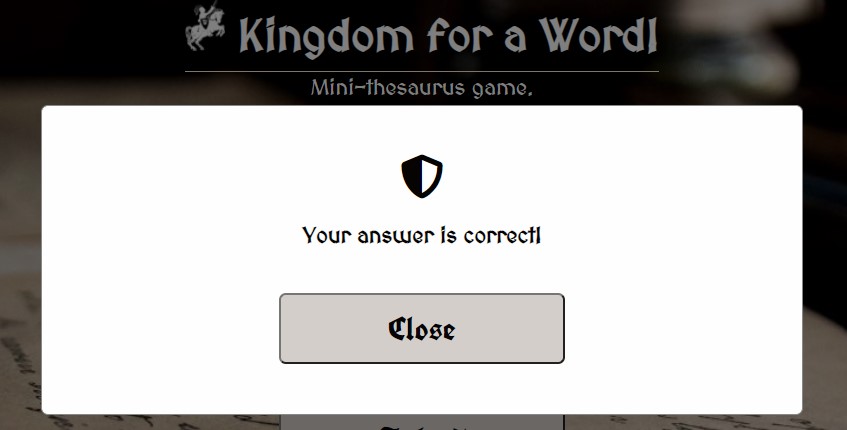 Kingdom for a Word!
Mini-thesaurus game.
Your answer is correct!
Close